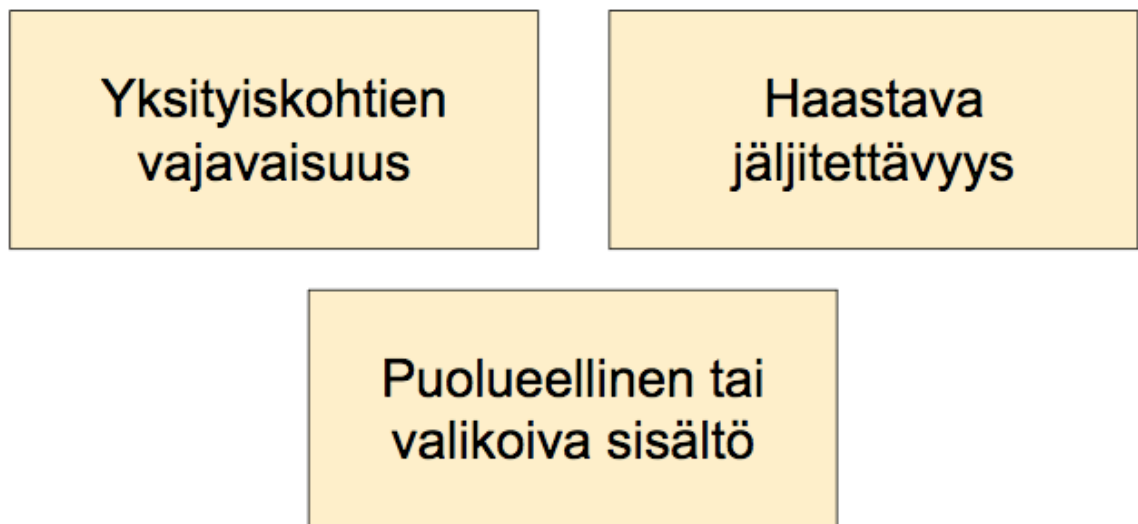 Yksityiskohtien
vajavaisuus
Haastava
jäljitettävyys
Puolueellinen tai
valikoiva sisältö